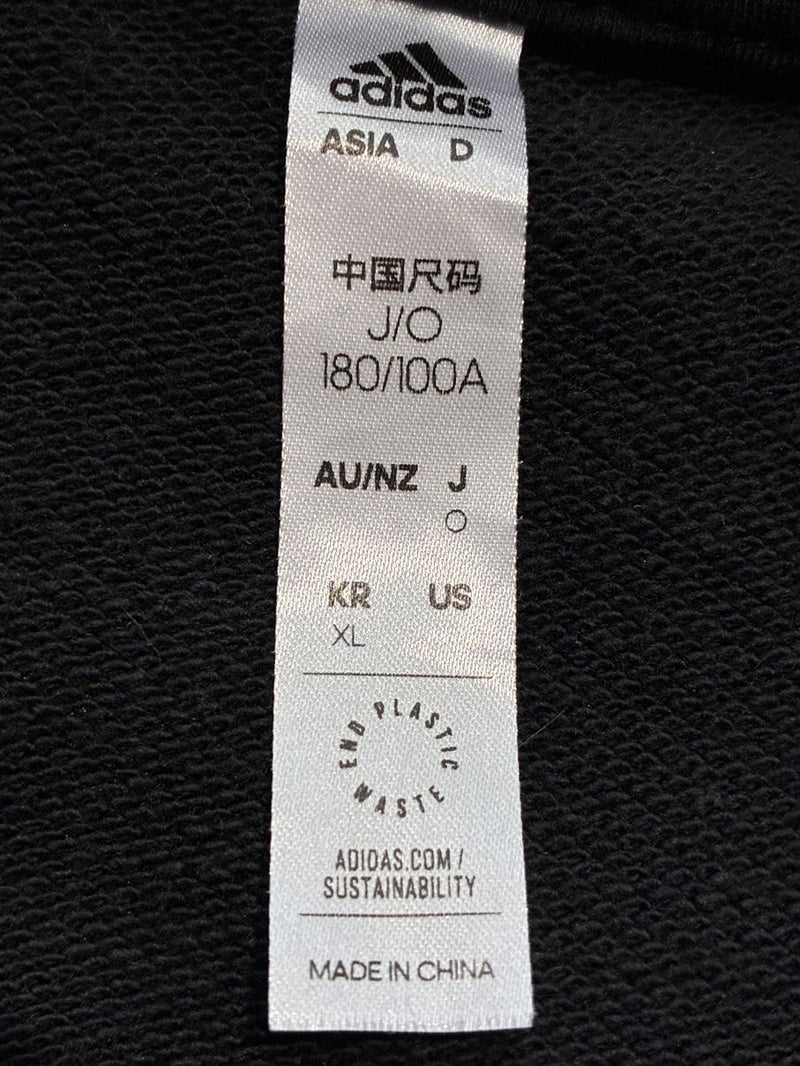 adidas
ASIA D
中国尺码
J/O
180/100A
AU/NZ J
O
KR US
XL
END PLASTIC WASTE
ADIDAS.COM /
SUSTAINABILITY
MADE IN CHINA